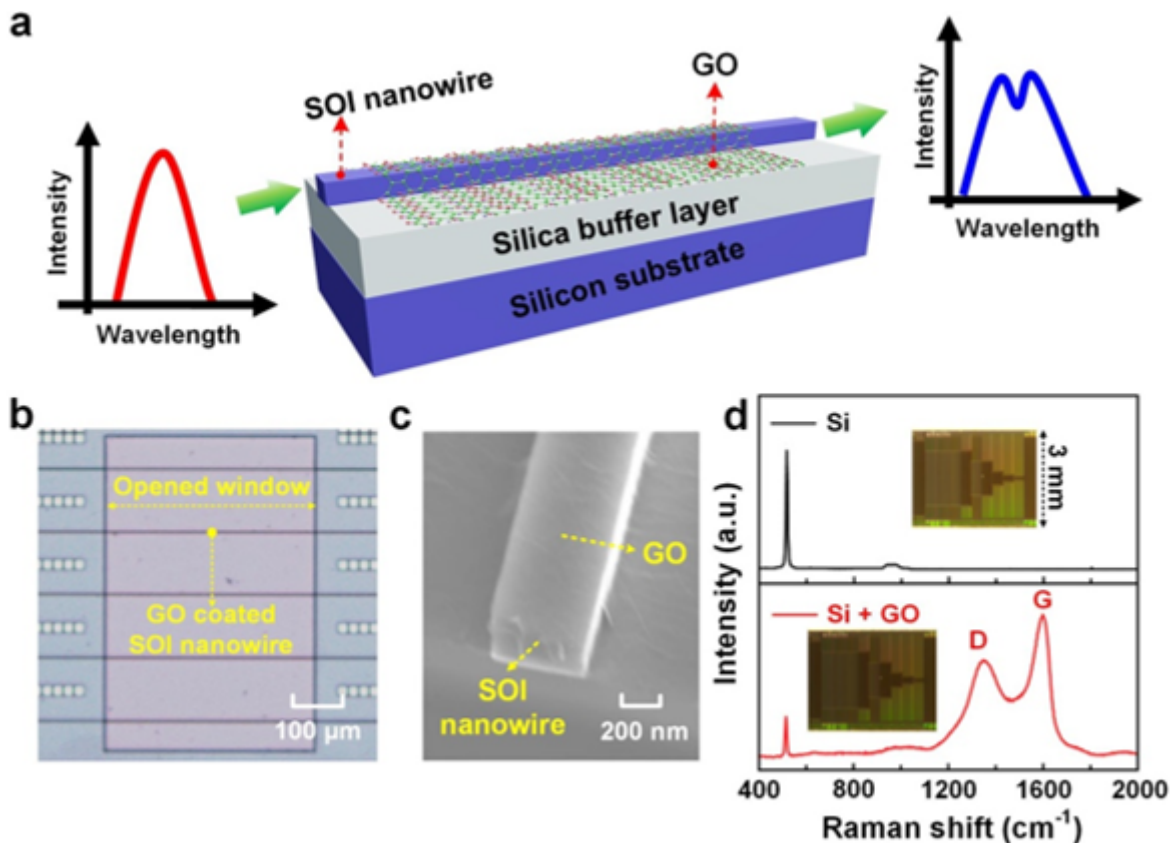 a
Intensity
Wavelength
SOI nanowire
GO
Silica buffer layer
Silicon substrate
Intensity
Wavelength
b
Opened window
GO coated
SOI nanowire
100 μm
c
GO
SOI
nanowire
200 nm
d
Intensity (a.u.)
Si
3 mm
Si + GO
D
G
400
800
1200
1600
2000
Raman shift (cm⁻¹)